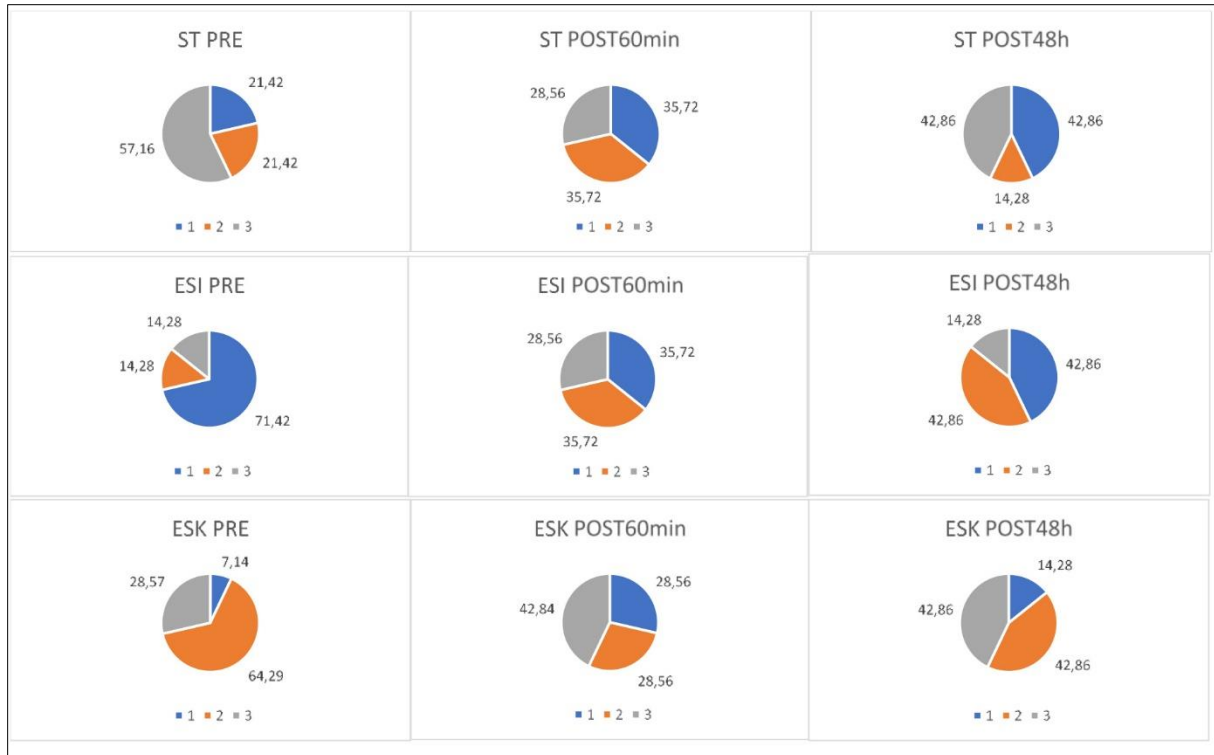 ST PRE
21,42
57,16
21,42
1 2 3
ST POST60min
28,56
35,72
35,72
1 2 3
ST POST48h
42,86
42,86
14,28
1 2 3
ESI PRE
14,28
14,28
71,42
1 2 3
ESI POST60min
28,56
35,72
35,72
1 2 3
ESI POST48h
14,28
42,86
42,86
1 2 3
ESK PRE
7,14
28,57
64,29
1 2 3
ESK POST60min
28,56
42,84
28,56
1 2 3
ESK POST48h
14,28
42,86
42,86
1 2 3